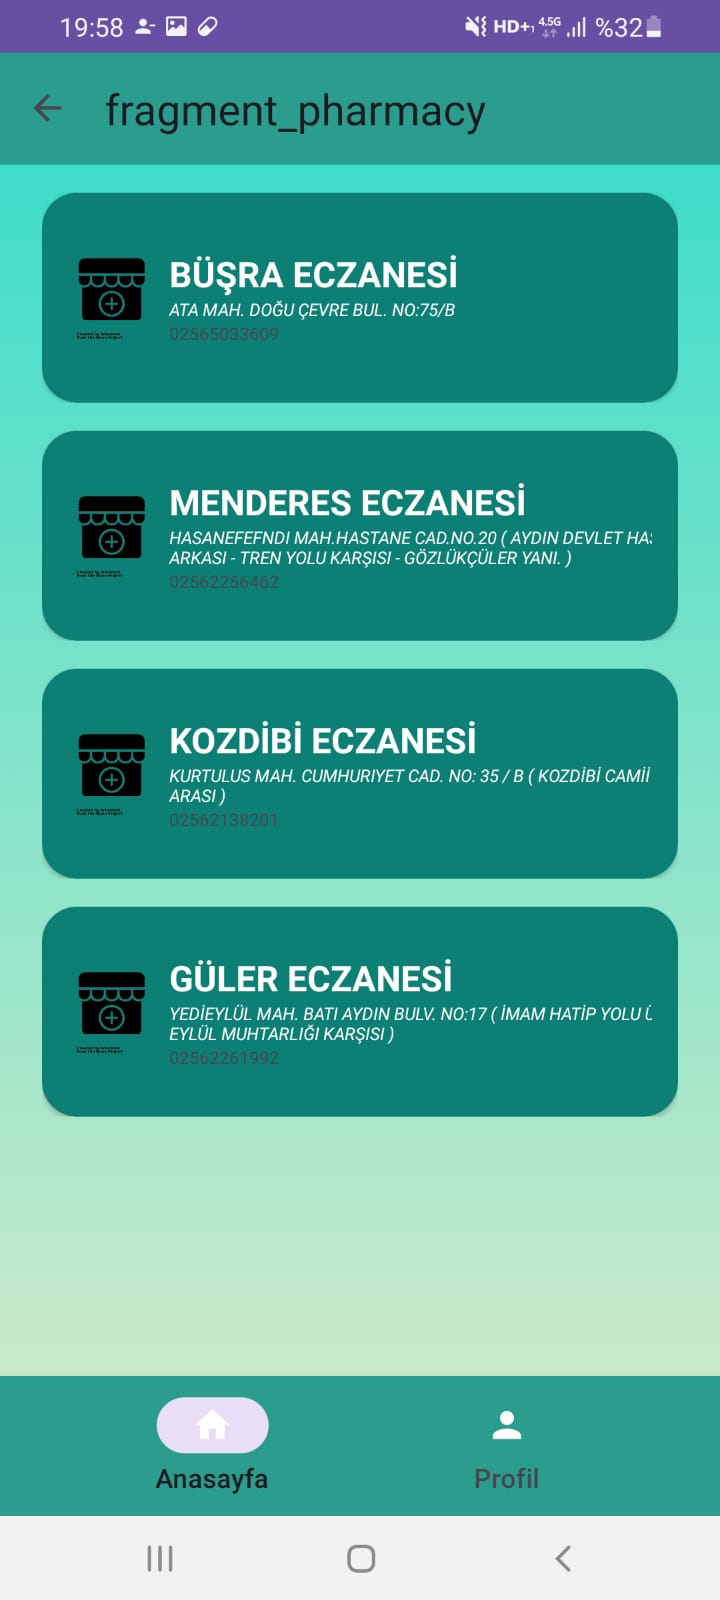 19:58
HD+1 4.5G %32
fragment_pharmacy
BÜŞRA ECZANESİ
ATA MAH. DOĞU ÇEVRE BUL. NO:75/B
02565033609
MENDERES ECZANESİ
HASANEFEFNDI MAH.HASTANE CAD.NO.20 ( AYDIN DEVLET HAS
ARKASI - TREN YOLU KARŞISI - GÖZLÜKÇÜLER YANI. )
02562256462
KOZDİBİ ECZANESİ
KURTULUS MAH. CUMHURIYET CAD. NO: 35 / B ( KOZDİBİ CAMİİ
ARASI )
02562138201
GÜLER ECZANESİ
YEDİEYLÜL MAH. BATI AYDIN BULV. NO:17 ( İMAM HATİP YOLU Ü
EYLÜL MUHTARLIĞI KARŞISI )
02562261992
Anasayfa
Profil